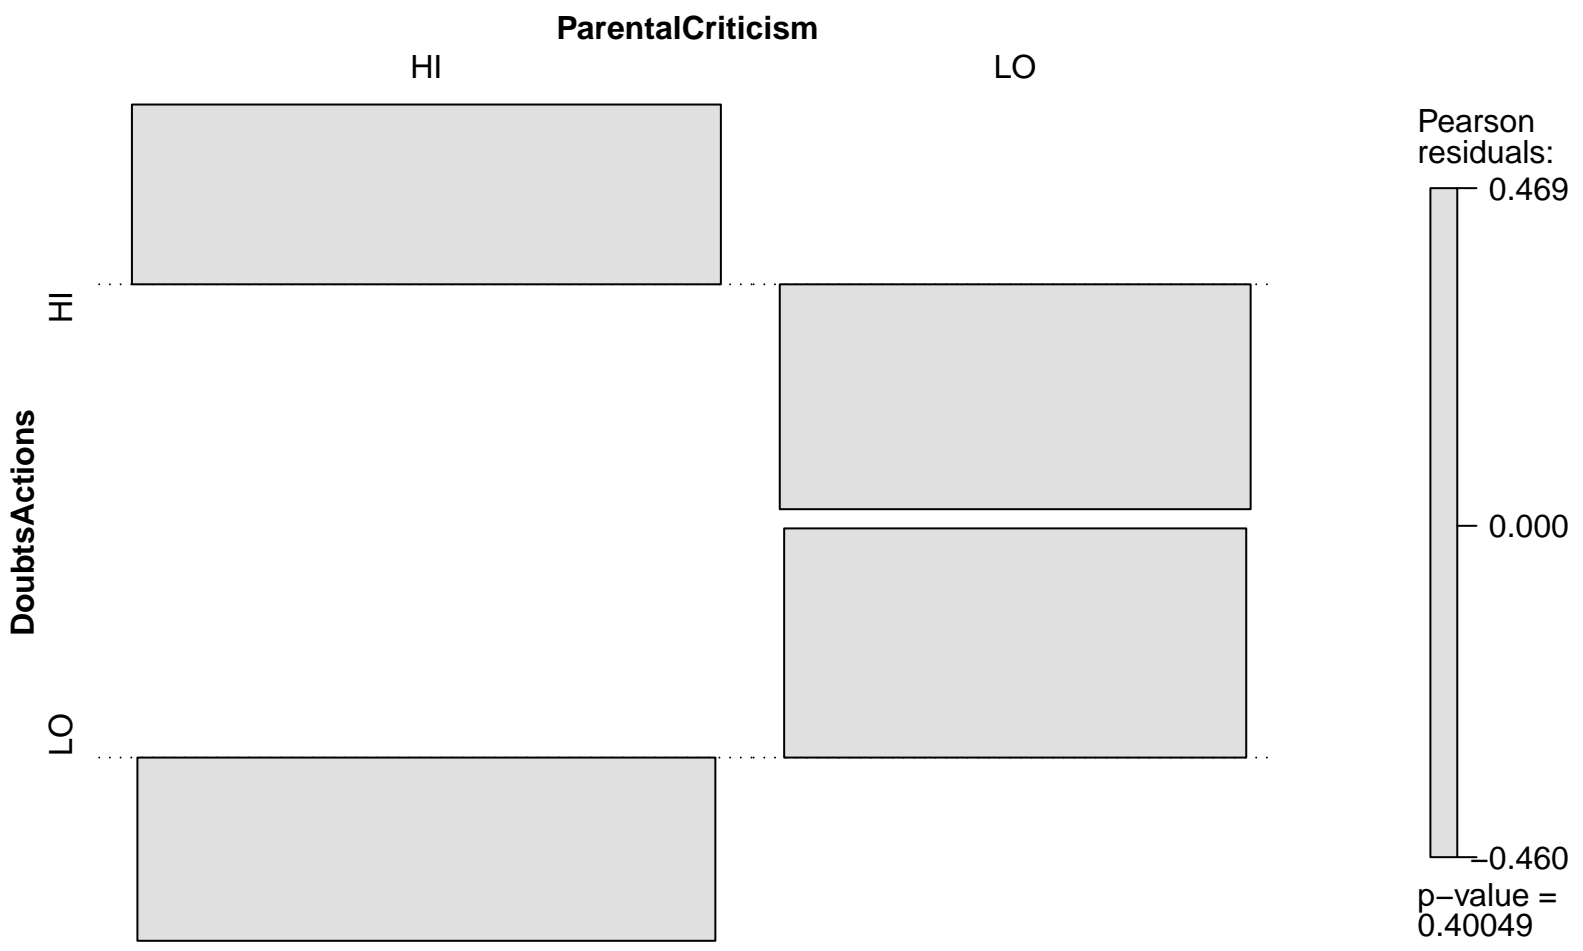 ParentalCriticism
HI
LO
HI
DoubtsActions
LO
Pearson
residuals:
0.469
0.000
−0.460
p−value =
0.40049